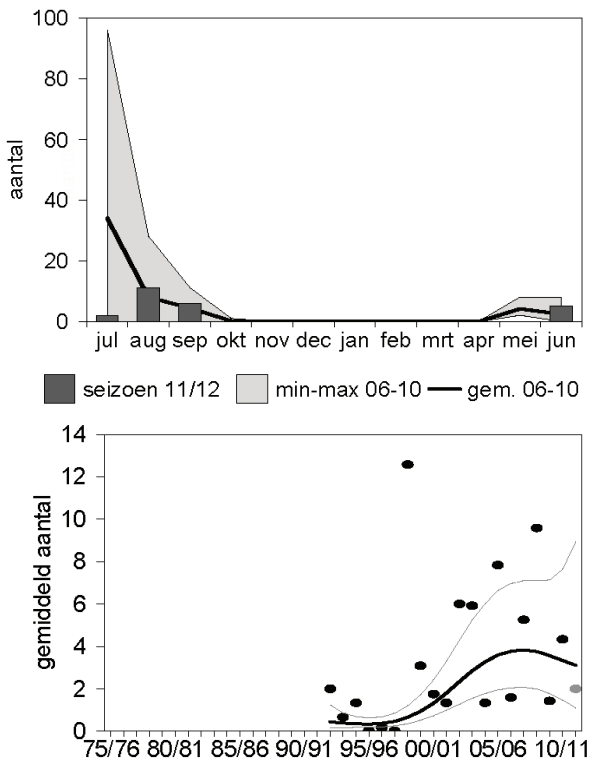 100
80
60
40
20
0
aantal
jul aug sep okt nov dec jan feb mrt apr mei jun
seizoen 11/12 min-max 06-10 gem. 06-10
14
12
10
8
6
4
2
0
gemiddeld aantal
75/76 80/81 85/86 90/91 95/96 00/01 05/06 10/11